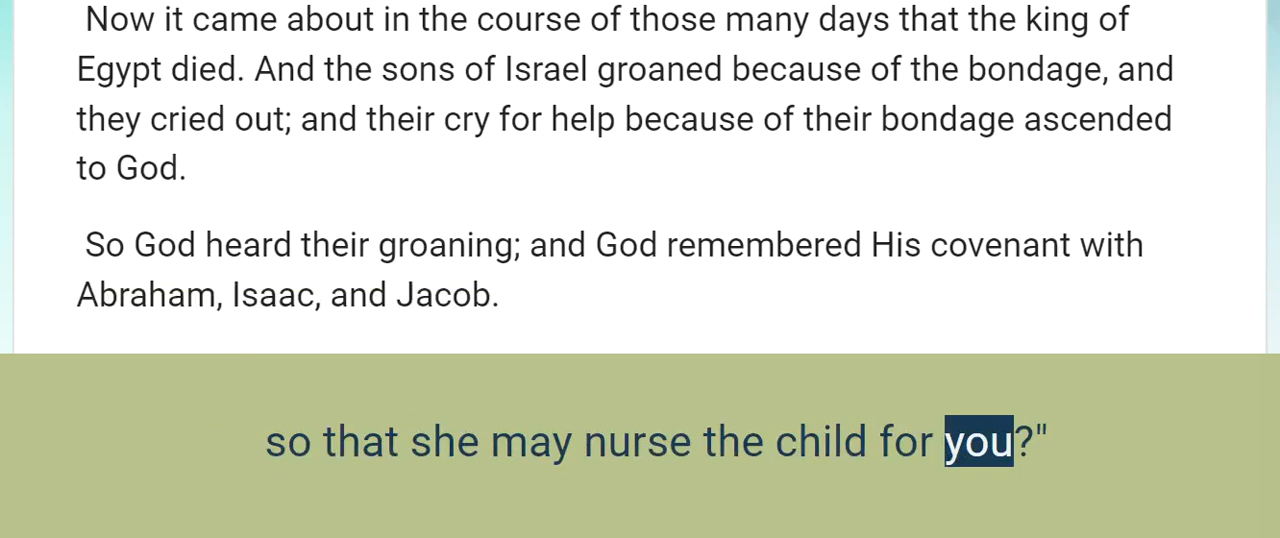 Now it came about in the course of those many days that the king of
Egypt died. And the sons of Israel groaned because of the bondage, and
they cried out; and their cry for help because of their bondage ascended
to God.
So God heard their groaning; and God remembered His covenant with
Abraham, Isaac, and Jacob.
so that she may nurse the child for you?"